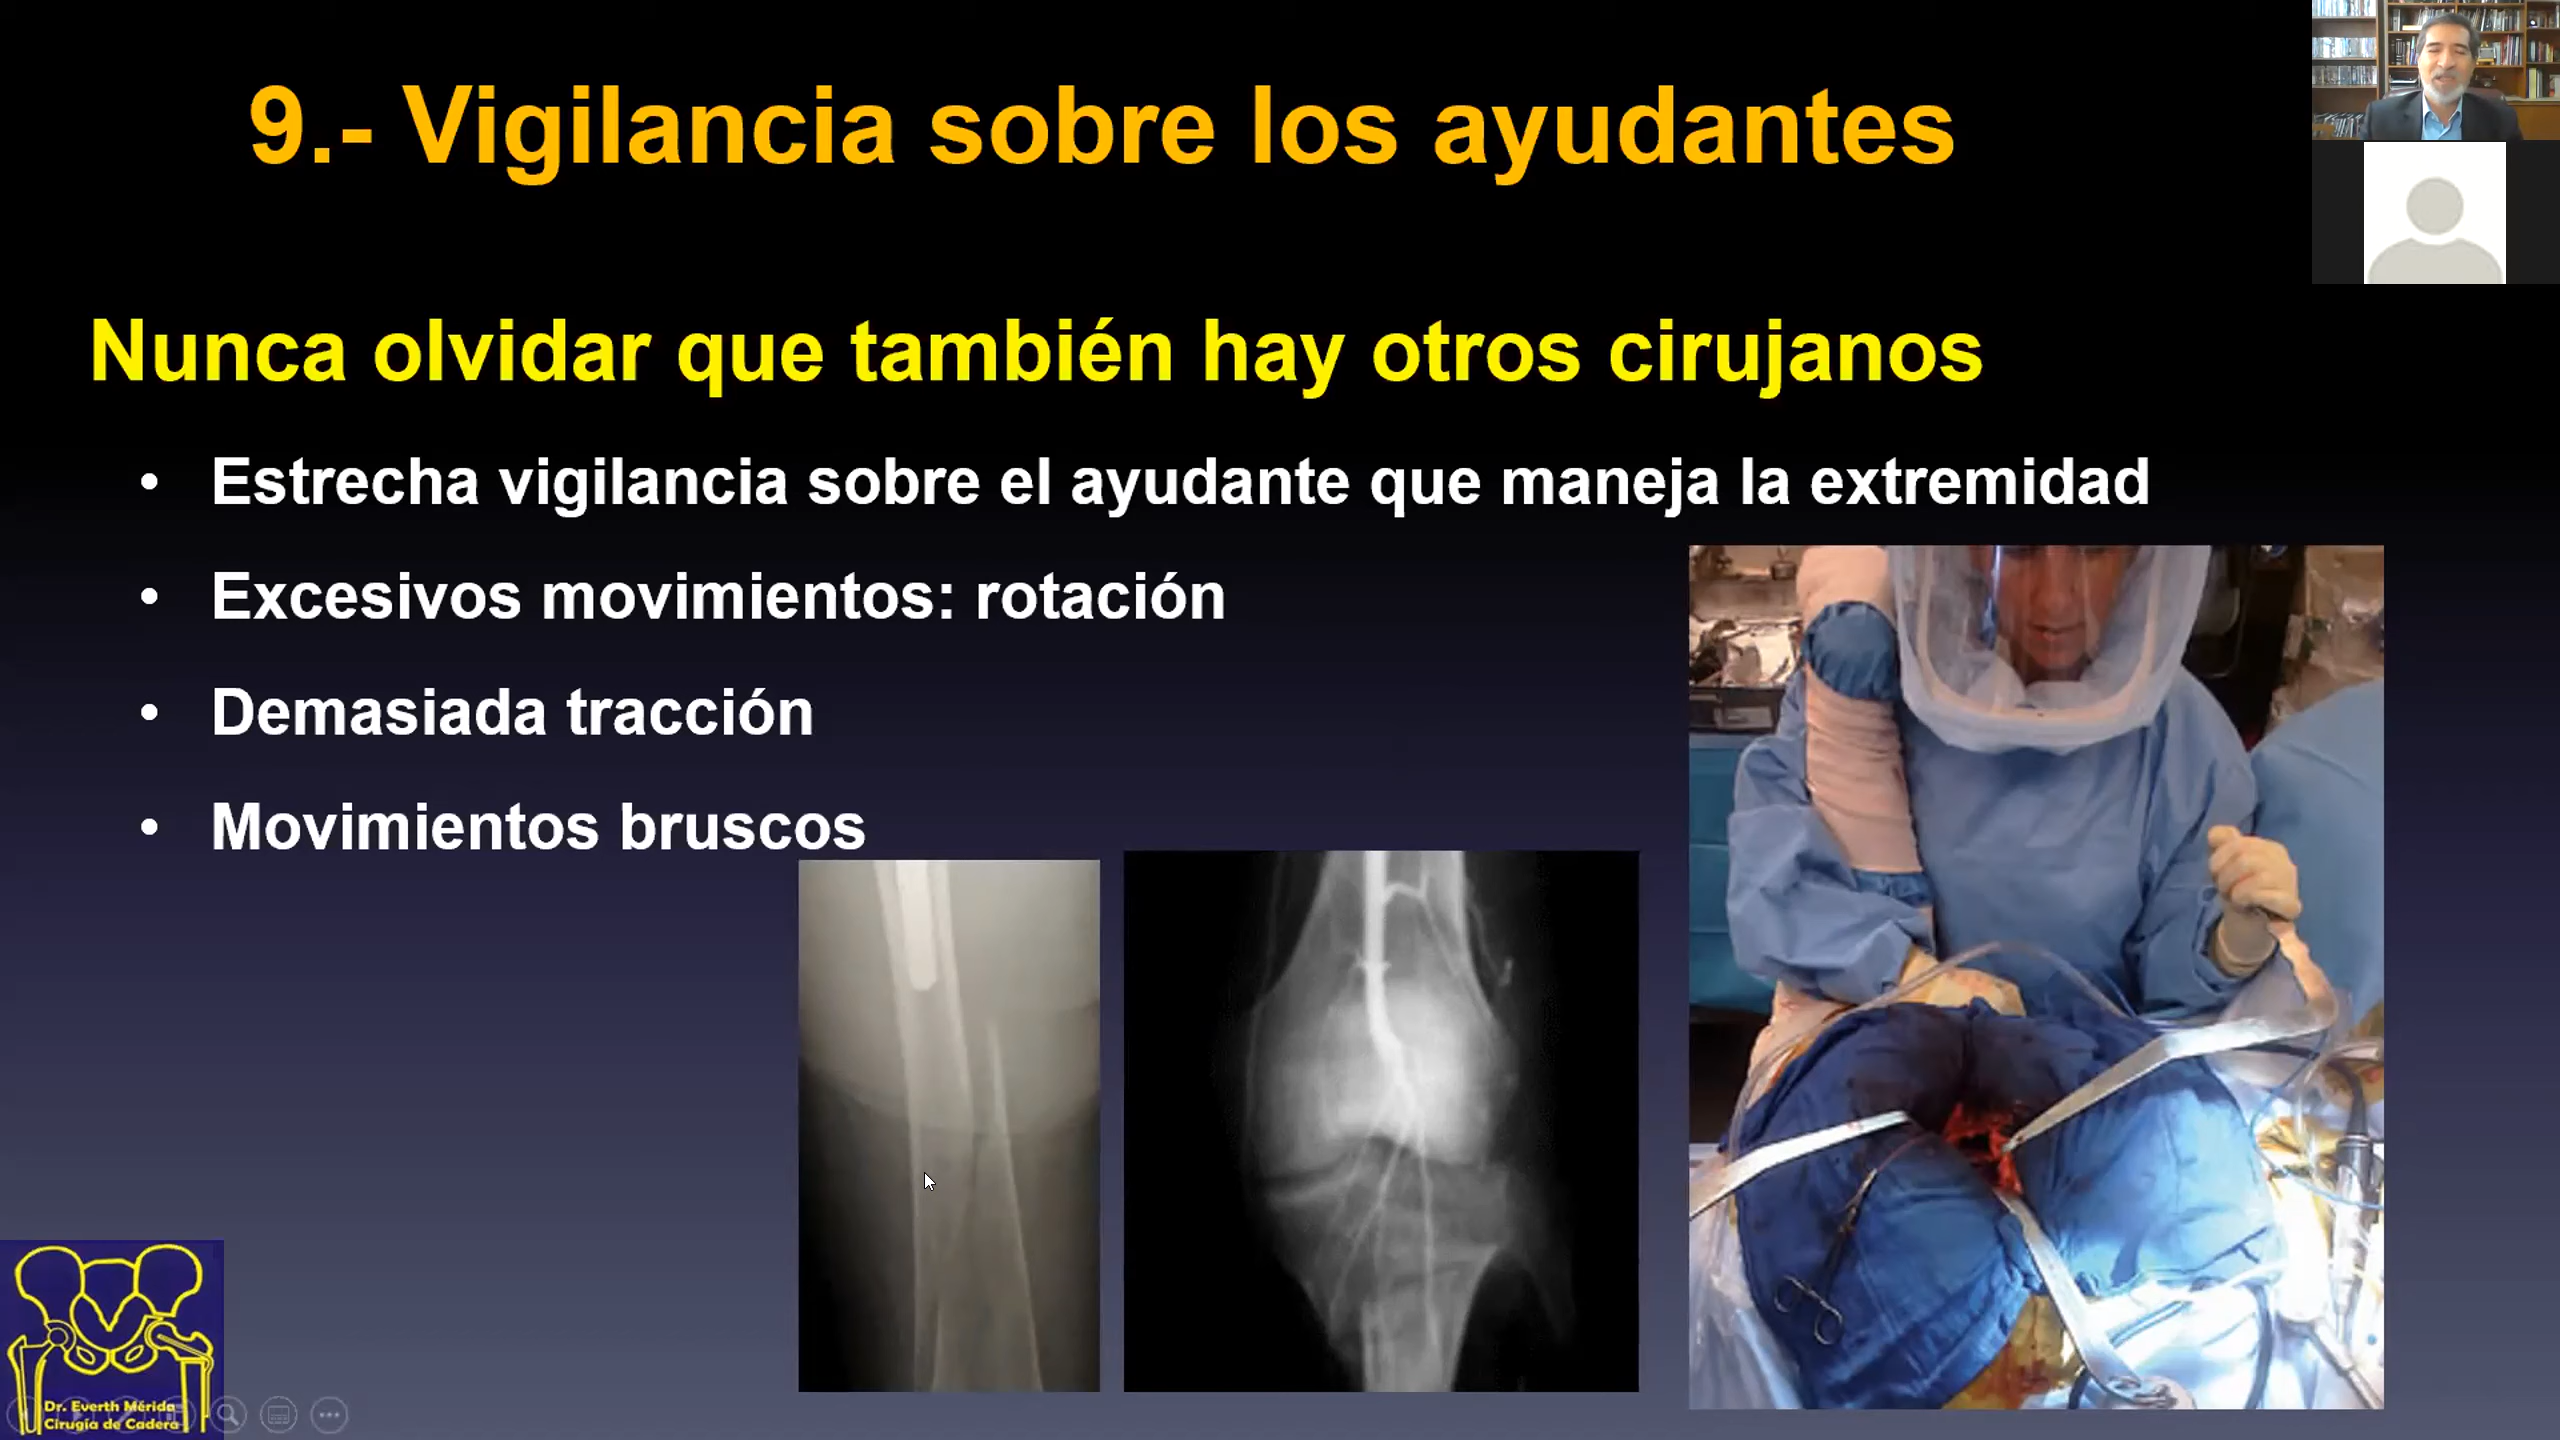 9.- Vigilancia sobre los ayudantes
Nunca olvidar que también hay otros cirujanos
• Estrecha vigilancia sobre el ayudante que maneja la extremidad
• Excesivos movimientos: rotación
• Demasiada tracción
• Movimientos bruscos
Dr. Everth Mérida
Cirugía de Cadera